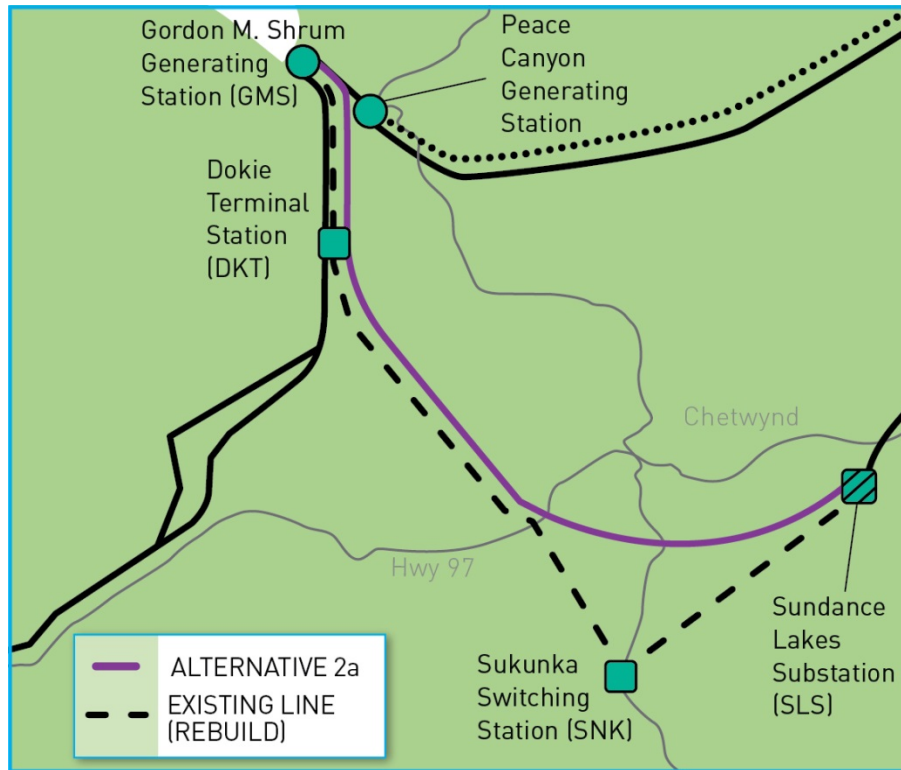 Gordon M. Shrum
Generating
Station (GMS)
Peace
Canyon
Generating
Station
Dokie
Terminal
Station
(DKT)
Chetwynd
Hwy 97
Sundance
Lakes
Substation
(SLS)
Sukunka
Switching
Station (SNK)
ALTERNATIVE 2a
EXISTING LINE
(REBUILD)